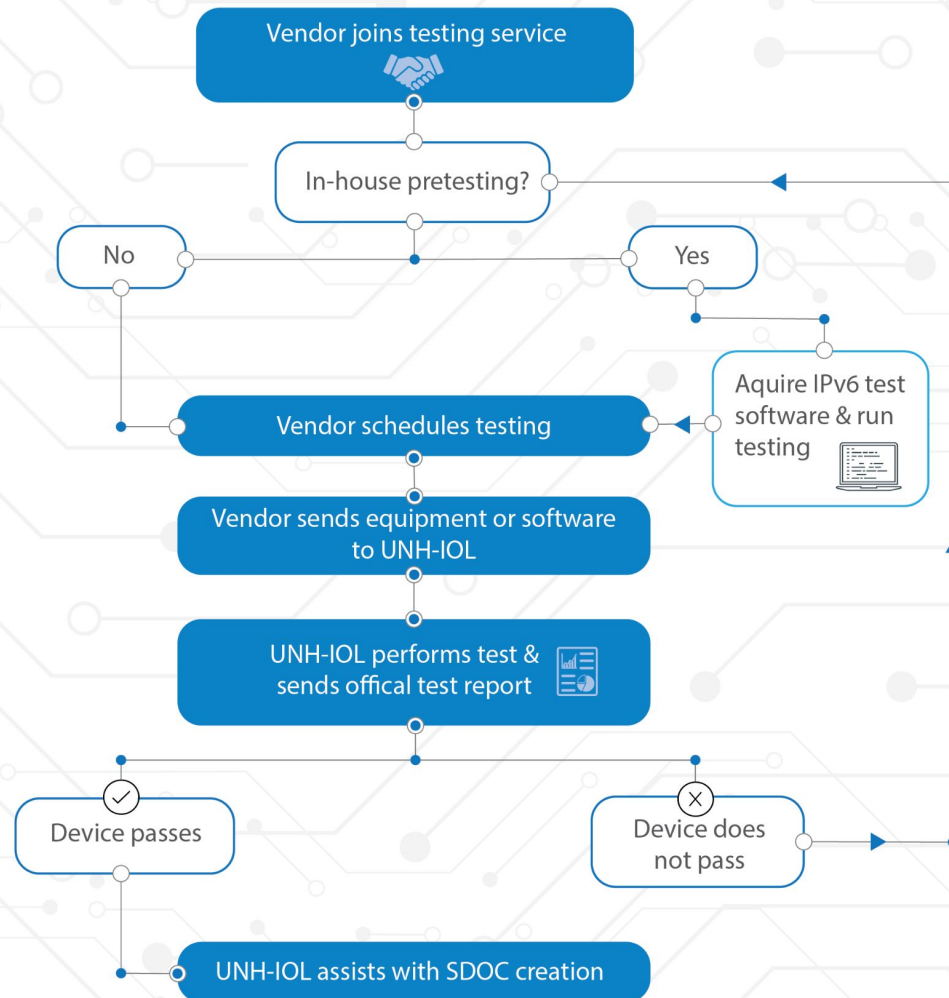 Vendor joins testing service
In-house pretesting?
No
Yes
Aquire IPv6 test
software & run
testing
Vendor schedules testing
Vendor sends equipment or software
to UNH-IOL
UNH-IOL performs test &
sends offical test report
Device passes
Device does
not pass
UNH-IOL assists with SDOC creation